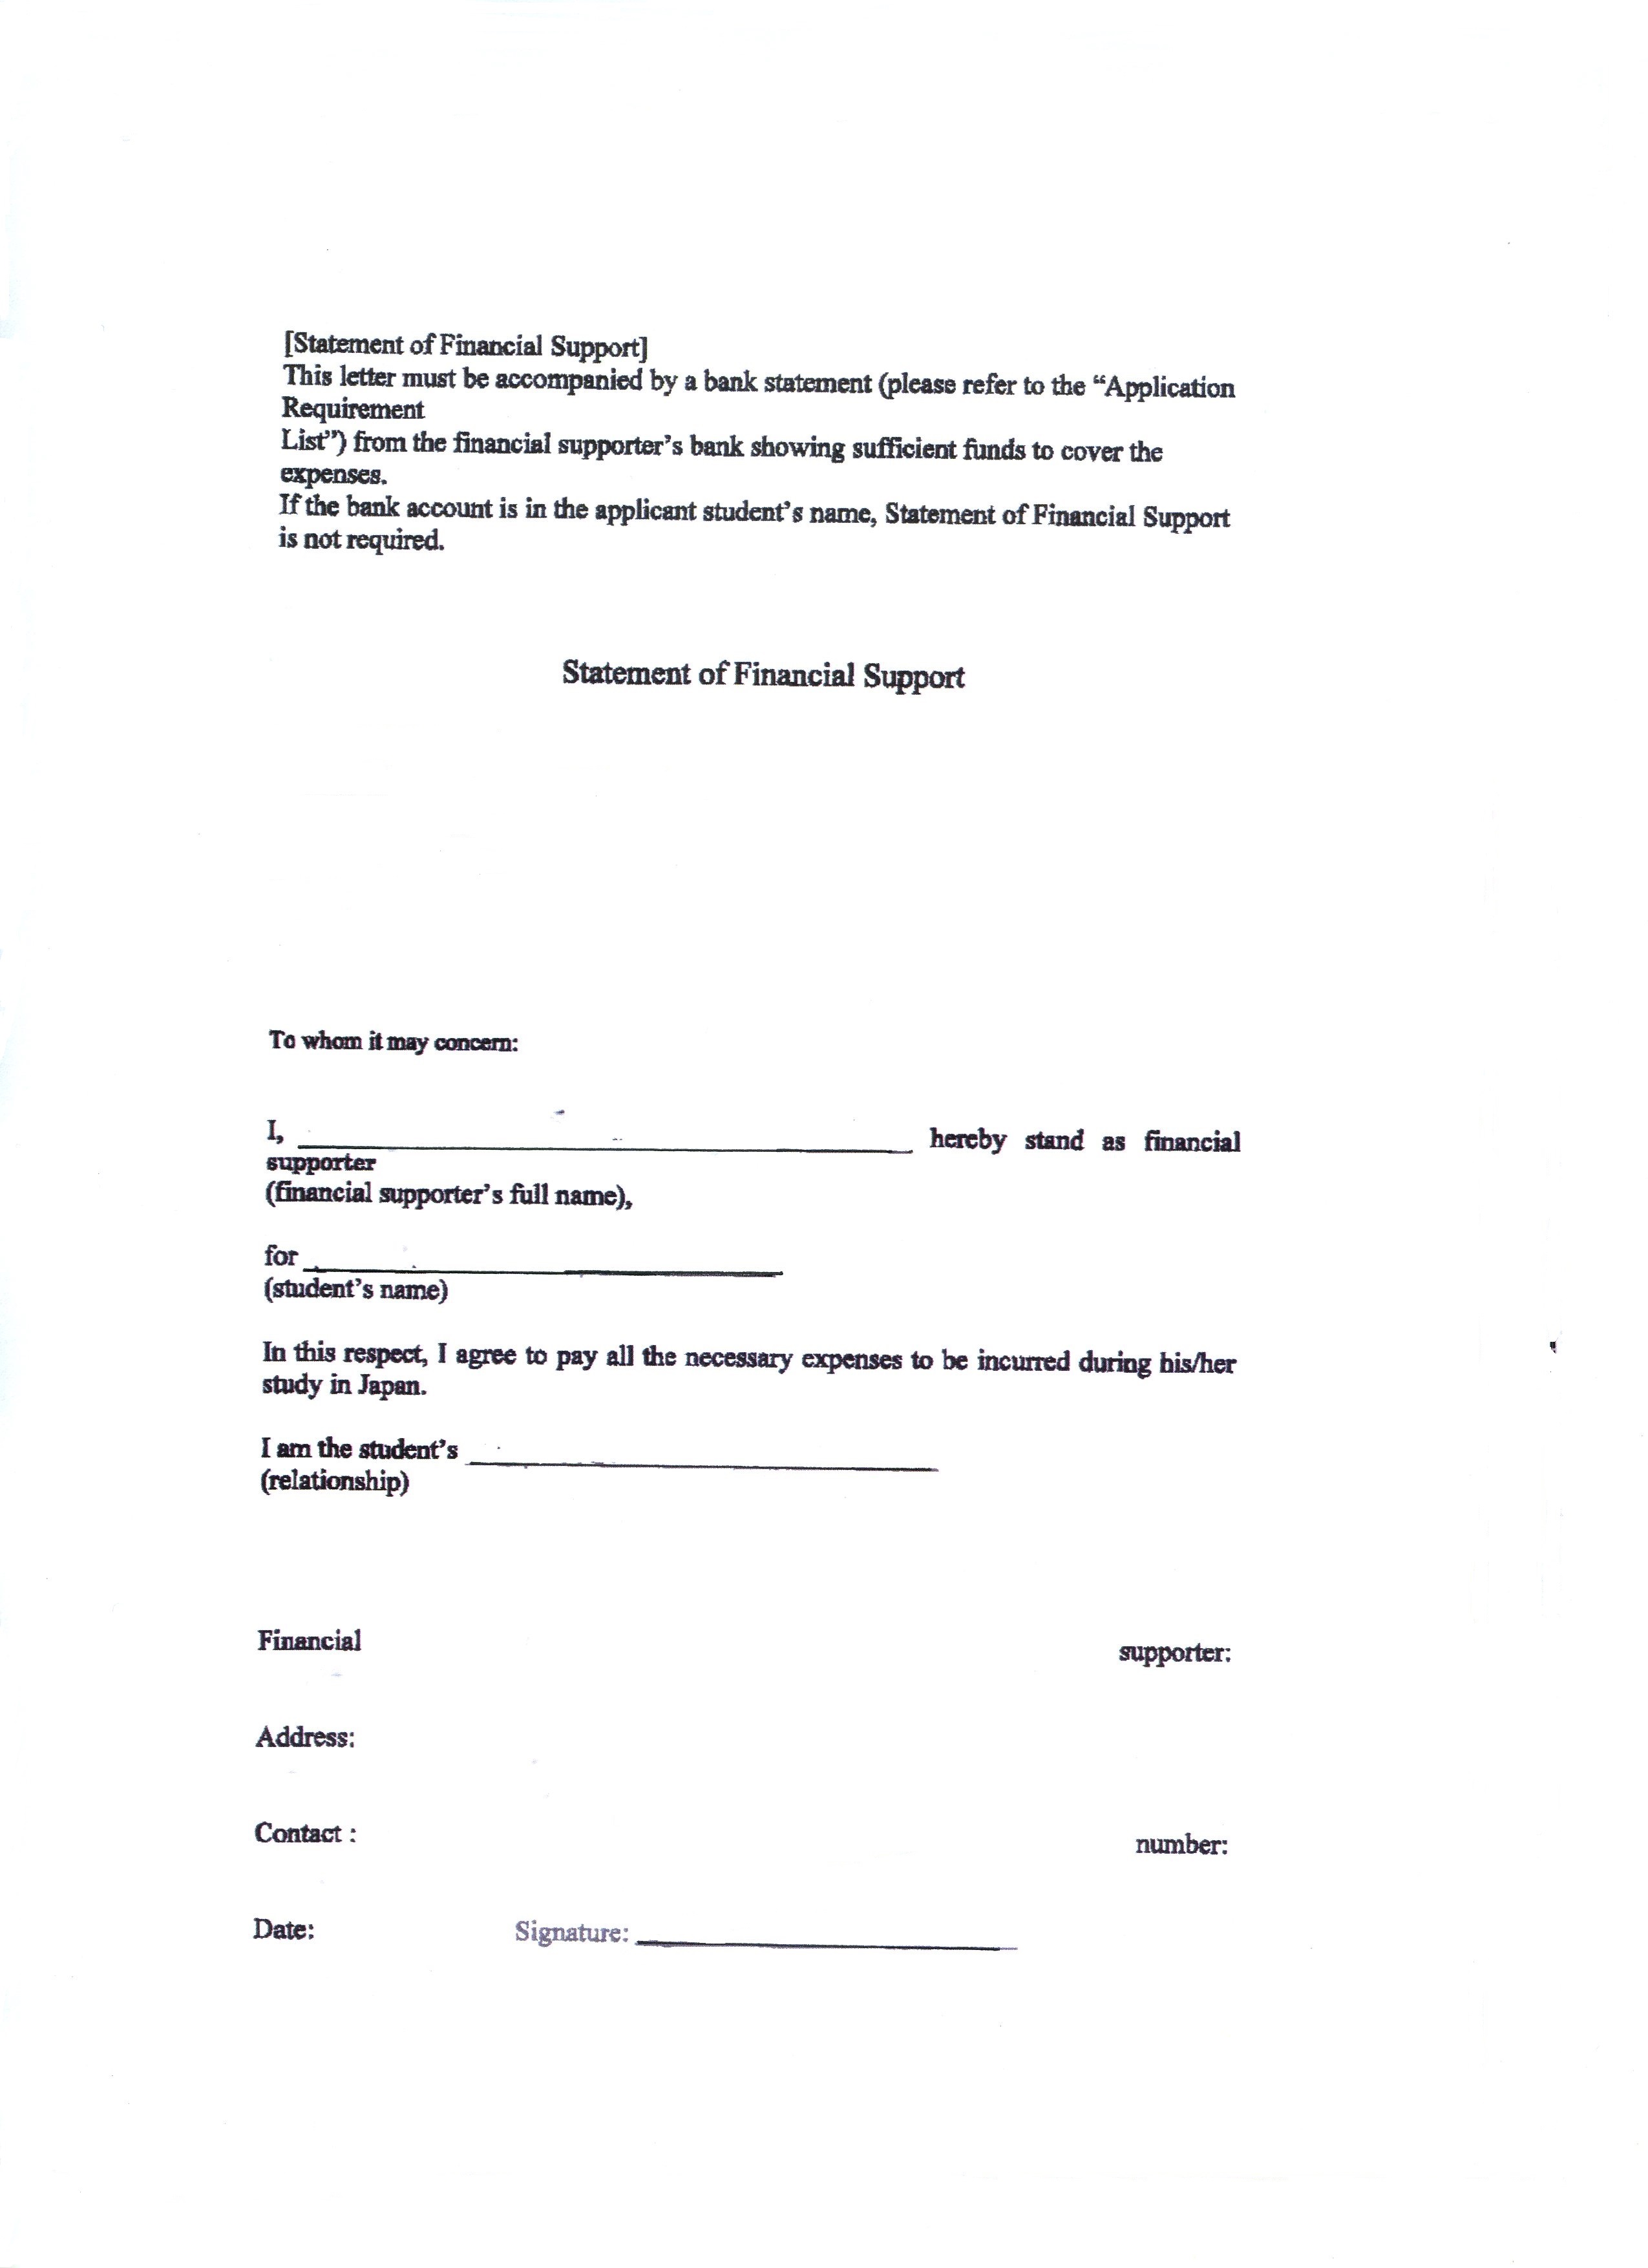 [Statement of Financial Support]
This letter must be accompanied by a bank statement (please refer to the “Application
Requirement
List”) from the financial supporter’s bank showing sufficient funds to cover the
expenses.
If the bank account is in the applicant student’s name, Statement of Financial Support
is not required.
Statement of Financial Support
To whom it may concern:
I, ______________________ hereby stand as financial
supporter
(financial supporter’s full name),
for ______________________
(student’s name)
In this respect, I agree to pay all the necessary expenses to be incurred during his/her
study in Japan.
I am the student’s ______________________
(relationship)
Financial supporter:
Address:
Contact : number:
Date: Signature: ______________________